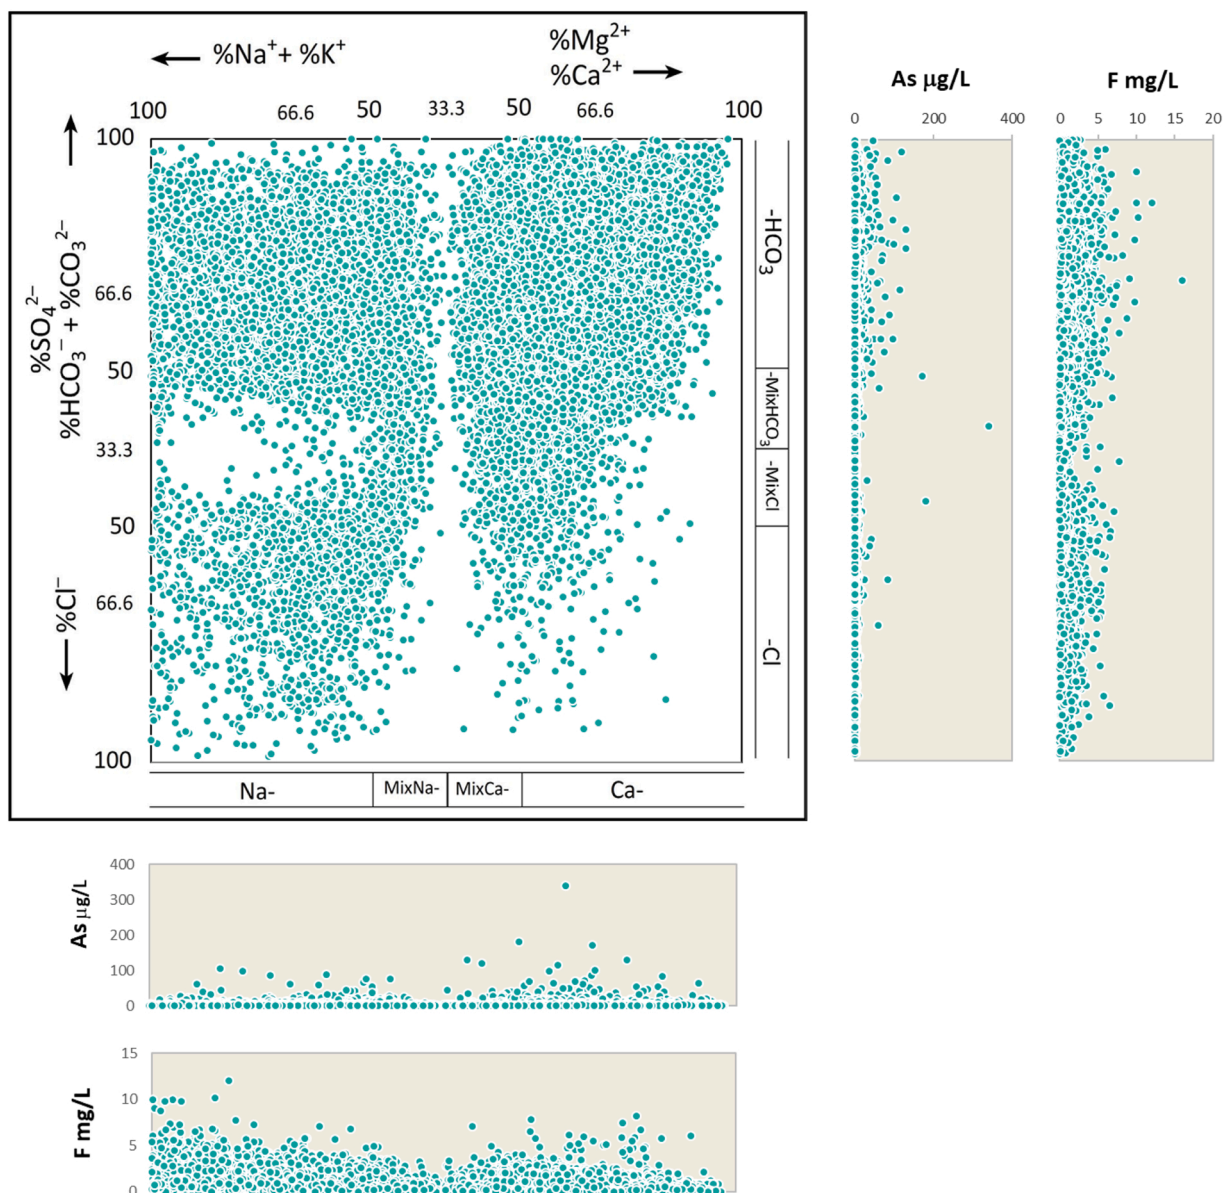 %Na⁺+ %K⁺
%Mg²⁺
%Ca²⁺
100 66.6 50 33.3 50 66.6 100
100
66.6
50
33.3
50
66.6
100
%SO₄²⁻
%HCO₃⁻ + %CO₃²⁻
%Cl⁻
-HCO₃
-MixHCO₃
-MixCl
-Cl
Na- MixNa- MixCa- Ca-
As µg/L
0 200 400
F mg/L
0 5 10 15 20
As µg/L
400
300
200
100
0
F mg/L
15
10
5
0